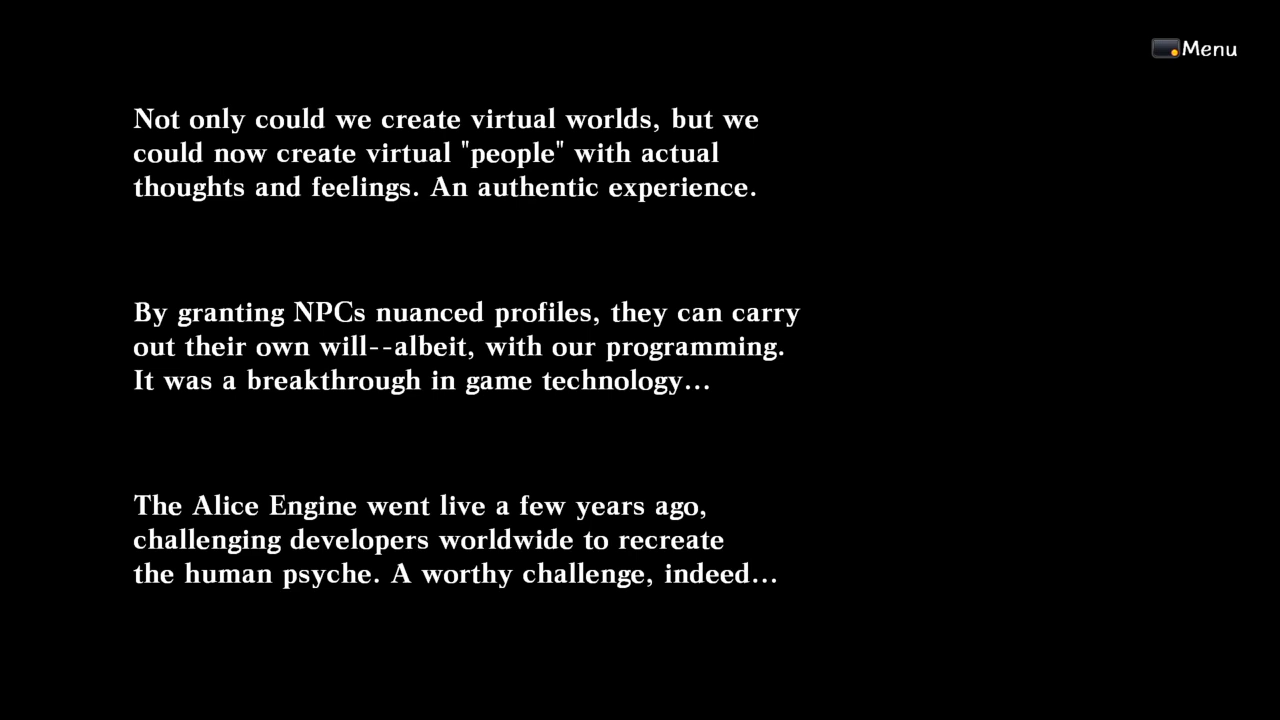 Menu
Not only could we create virtual worlds, but we
could now create virtual "people" with actual
thoughts and feelings. An authentic experience.
By granting NPCs nuanced profiles, they can carry
out their own will--albeit, with our programming.
It was a breakthrough in game technology...
The Alice Engine went live a few years ago,
challenging developers worldwide to recreate
the human psyche. A worthy challenge, indeed...